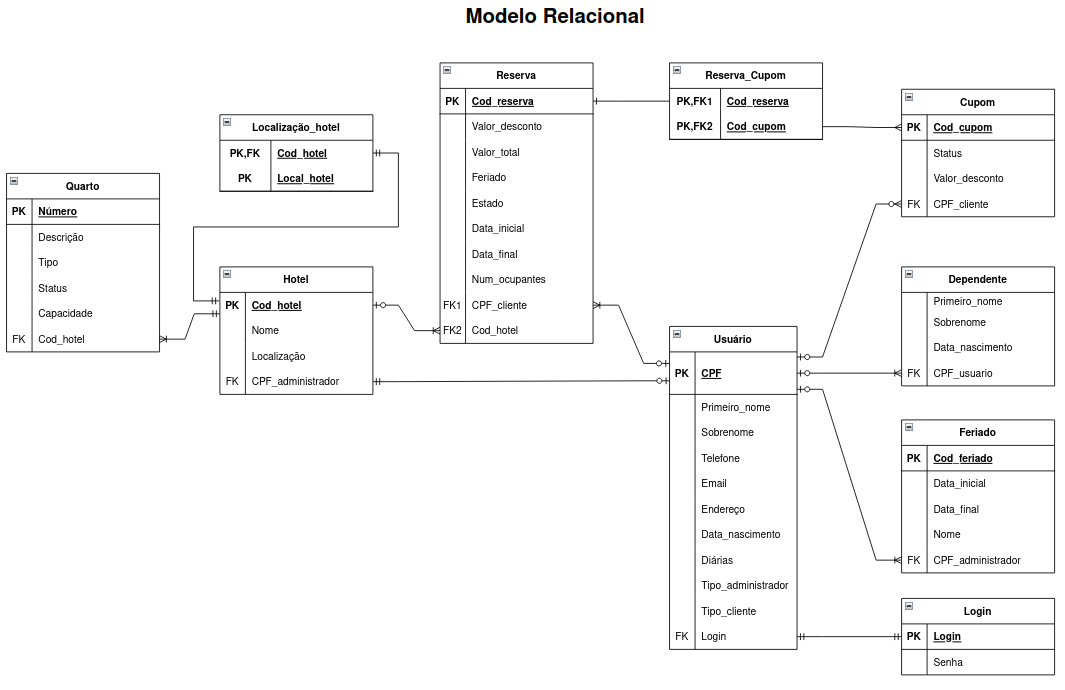 Modelo Relacional
Reserva
PK Cod_reserva
Valor_desconto
Valor_total
Feriado
Estado
Data_inicial
Data_final
Num_ocupantes
FK1 CPF_cliente
FK2 Cod_hotel
Reserva_Cupom
PK,FK1 Cod_reserva
PK,FK2 Cod_cupom
Cupom
PK Cod_cupom
Status
Valor_desconto
FK CPF_cliente
Localização_hotel
PK,FK Cod_hotel
PK Local_hotel
Quarto
PK Número
Descrição
Tipo
Status
Capacidade
FK Cod_hotel
Hotel
PK Cod_hotel
Nome
Localização
FK CPF_administrador
Dependente
Primeiro_nome
Sobrenome
Data_nascimento
FK CPF_usuario
Usuário
PK CPF
Primeiro_nome
Sobrenome
Telefone
Email
Endereço
Data_nascimento
Diárias
Tipo_administrador
Tipo_cliente
FK Login
Feriado
PK Cod_feriado
Data_inicial
Data_final
Nome
FK CPF_administrador
Login
PK Login
Senha